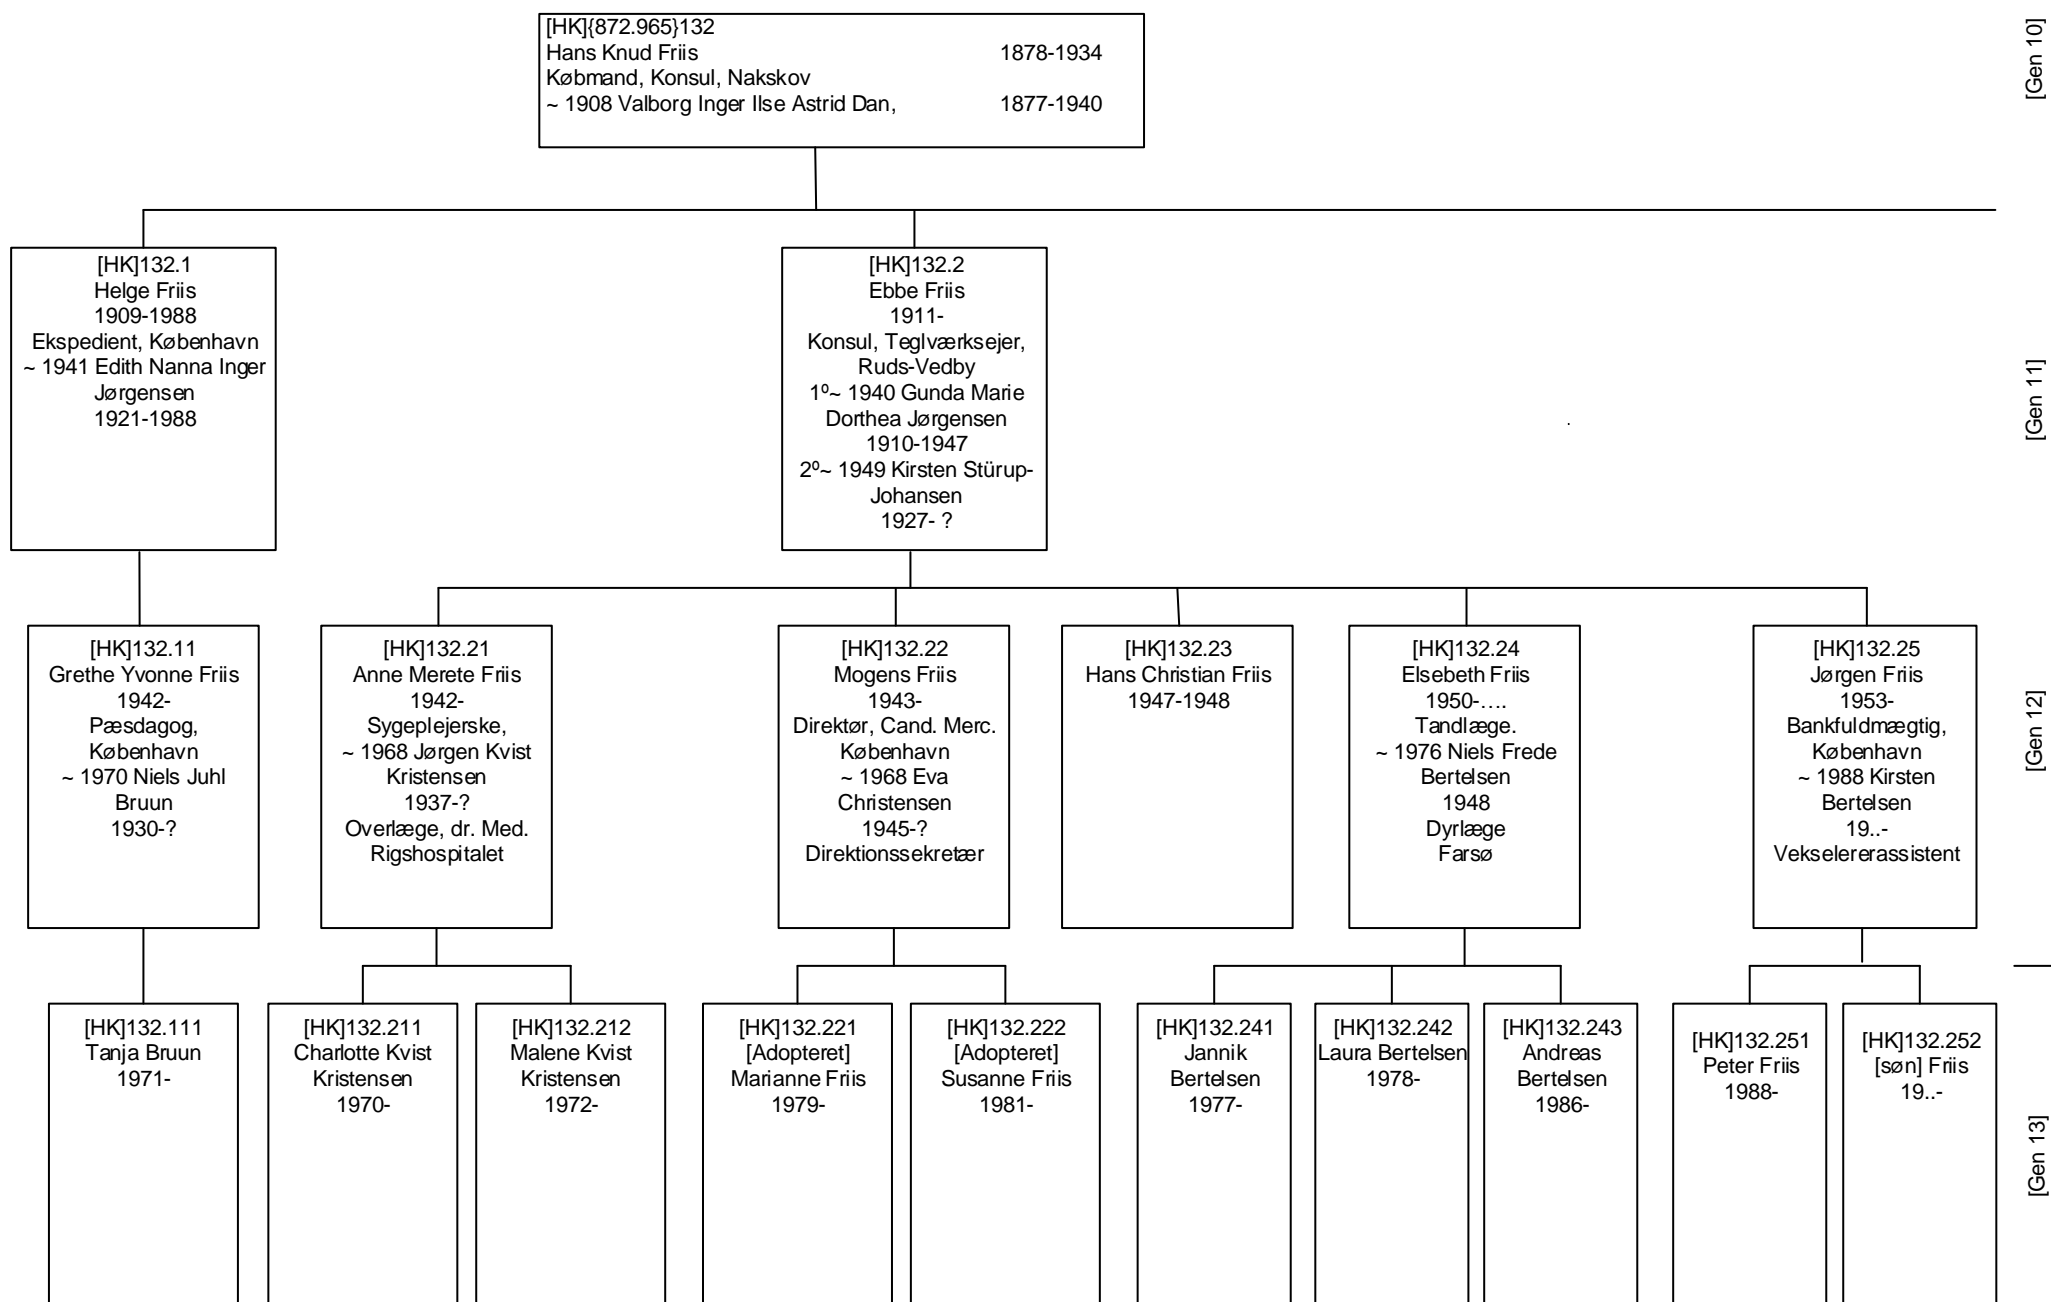 [HK]{872.965}132
Hans Knud Friis 1878-1934
Købmand, Konsul, Nakskov
~ 1908 Valborg Inger Ilse Astrid Dan, 1877-1940
[Gen 10]
[HK]132.1
Helge Friis
1909-1988
Ekspedient, København
~ 1941 Edith Nanna Inger
Jørgensen
1921-1988
[HK]132.2
Ebbe Friis
1911-
Konsul, Teglværksejer,
Ruds-Vedby
1º~ 1940 Gunda Marie
Dorthea Jørgensen
1910-1947
2º~ 1949 Kirsten Stürup-
Johansen
1927- ?
.
[Gen 11]
[HK]132.11
Grethe Yvonne Friis
1942-
Pæsdagog,
København
~ 1970 Niels Juhl
Bruun
1930-?
[HK]132.21
Anne Merete Friis
1942-
Sygeplejerske,
~ 1968 Jørgen Kvist
Kristensen
1937-?
Overlæge, dr. Med.
Rigshospitalet
[HK]132.22
Mogens Friis
1943-
Direktør, Cand. Merc.
København
~ 1968 Eva
Christensen
1945-?
Direktionssekretær
[HK]132.23
Hans Christian Friis
1947-1948
[HK]132.24
Elsebeth Friis
1950-....
Tandlæge.
~ 1976 Niels Frede
Bertelsen
1948
Dyrlæge
Farsø
[HK]132.25
Jørgen Friis
1953-
Bankfuldmægtig,
København
~ 1988 Kirsten
Bertelsen
19..-
Vekselererassistent
[Gen 12]
[HK]132.111
Tanja Bruun
1971-
[HK]132.211
Charlotte Kvist
Kristensen
1970-
[HK]132.212
Malene Kvist
Kristensen
1972-
[HK]132.221
[Adopteret]
Marianne Friis
1979-
[HK]132.222
[Adopteret]
Susanne Friis
1981-
[HK]132.241
Jannik
Bertelsen
1977-
[HK]132.242
Laura Bertelsen
1978-
[HK]132.243
Andreas
Bertelsen
1986-
[HK]132.251
Peter Friis
1988-
[HK]132.252
[søn] Friis
19..-
[Gen 13]